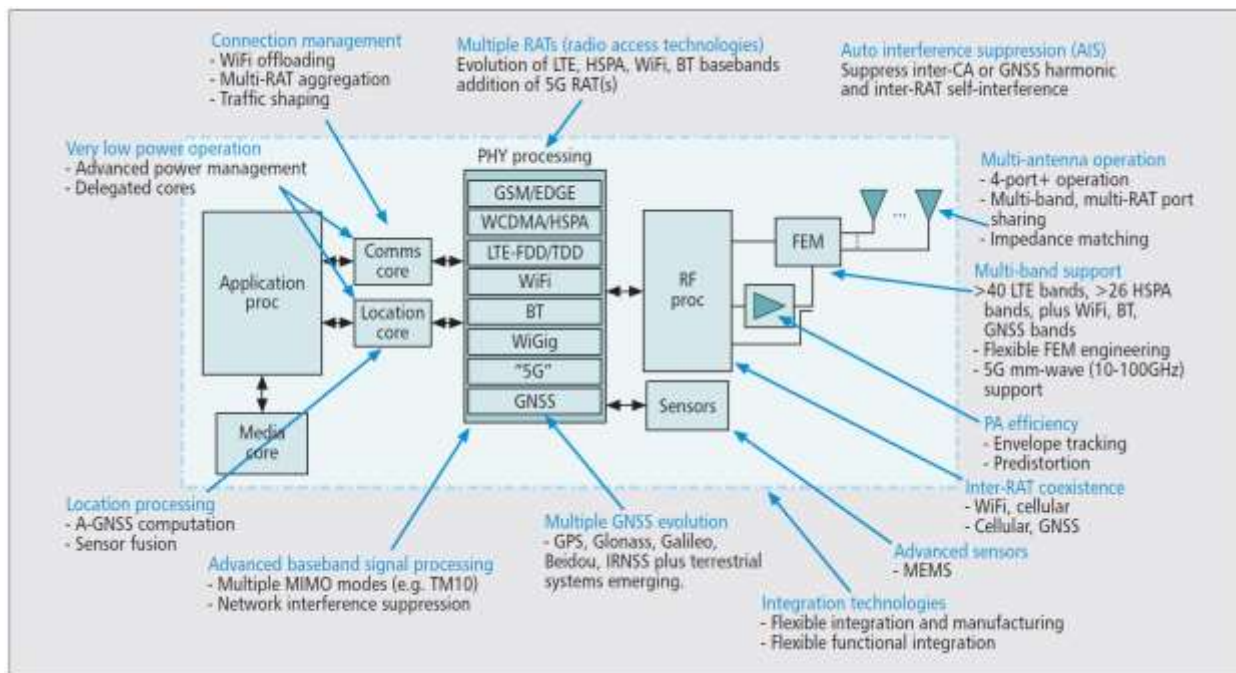 Connection management
- WiFi offloading
- Multi-RAT aggregation
- Traffic shaping
Multiple RATs (radio access technologies)
Evolution of LTE, HSPA, WiFi, BT basebands
addition of 5G RAT(s)
Auto interference suppression (AIS)
Suppress inter-CA or GNSS harmonic
and inter-RAT self-interference
Very low power operation
- Advanced power management
- Delegated cores
PHY processing
GSM/EDGE
WCDMA/HSPA
LTE-FDD/TDD
WiFi
BT
WiGig
"5G"
GNSS
Application
proc
Comms
core
Location
core
Media
core
RF
proc
FEM
...
Sensors
Multi-antenna operation
- 4-port+ operation
- Multi-band, multi-RAT port
sharing
- Impedance matching
Multi-band support
>40 LTE bands, >26 HSPA
bands, plus WiFi, BT,
GNSS bands
- Flexible FEM engineering
- 5G mm-wave (10-100GHz)
support
PA efficiency
- Envelope tracking
- Predistortion
Inter-RAT coexistence
- WiFi, cellular
- Cellular, GNSS
Location processing
- A-GNSS computation
- Sensor fusion
Advanced baseband signal processing
- Multiple MIMO modes (e.g. TM10)
- Network interference suppression
Multiple GNSS evolution
- GPS, Glonass, Galileo,
Beidou, IRNSS plus terrestrial
systems emerging.
Advanced sensors
- MEMS
Integration technologies
- Flexible integration and manufacturing
- Flexible functional integration